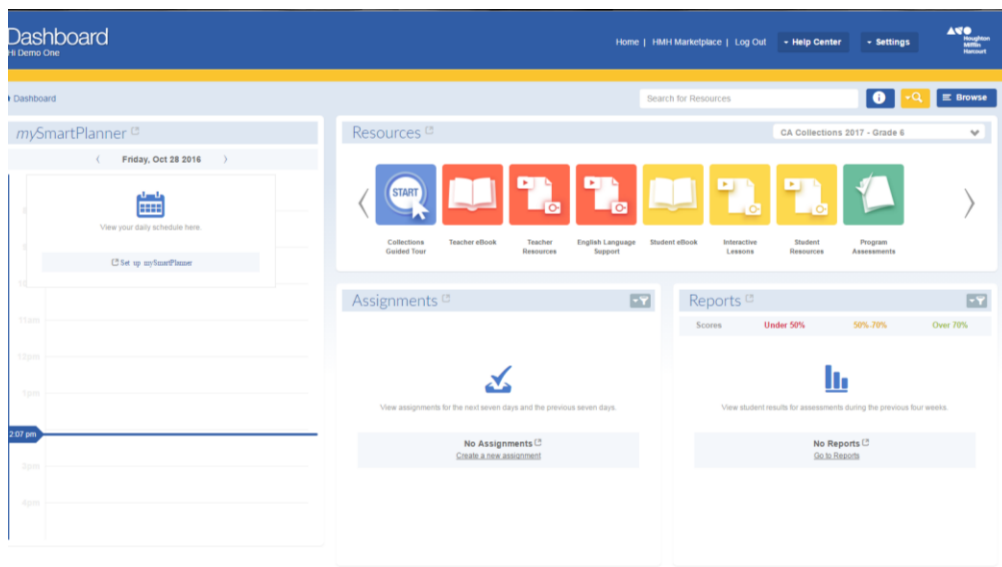 Dashboard
Hi Demo One
Home | HMH Marketplace | Log Out
Help Center
Settings
Houghton
Mifflin
Harcourt
Dashboard
Search for Resources
Browse
mySmartPlanner
Friday, Oct 28 2016
View your daily schedule here.
Set up mySmartPlanner
11am
12pm
1pm
2:07 pm
3pm
4pm
Resources
CA Collections 2017 - Grade 6
START
Collections
Guided Tour
Teacher eBook
Teacher
Resources
English Language
Support
Student eBook
Interactive
Lessons
Student
Resources
Program
Assessments
Assignments
View assignments for the next seven days and the previous seven days.
No Assignments
Create a new assignment
Reports
Scores
Under 50%
50%-70%
Over 70%
View student results for assessments during the previous four weeks.
No Reports
Go to Reports